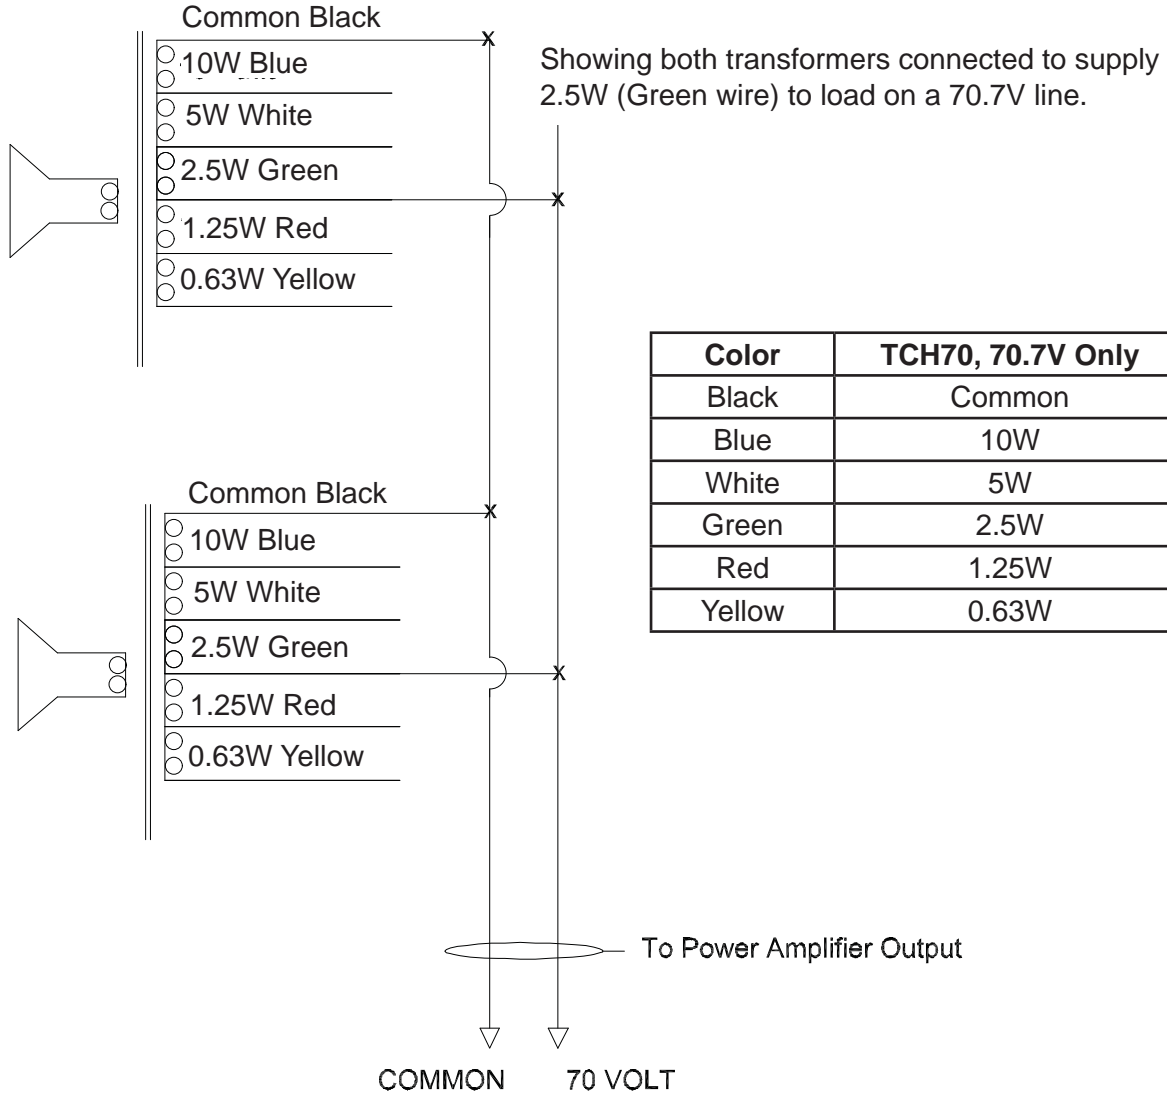 Common Black
10W Blue
5W White
2.5W Green
1.25W Red
0.63W Yellow
Showing both transformers connected to supply
2.5W (Green wire) to load on a 70.7V line.
x
x
Color TCH70, 70.7V Only
Black Common
Blue 10W
White 5W
Green 2.5W
Red 1.25W
Yellow 0.63W
Common Black
10W Blue
5W White
2.5W Green
1.25W Red
0.63W Yellow
x
x
To Power Amplifier Output
COMMON 70 VOLT